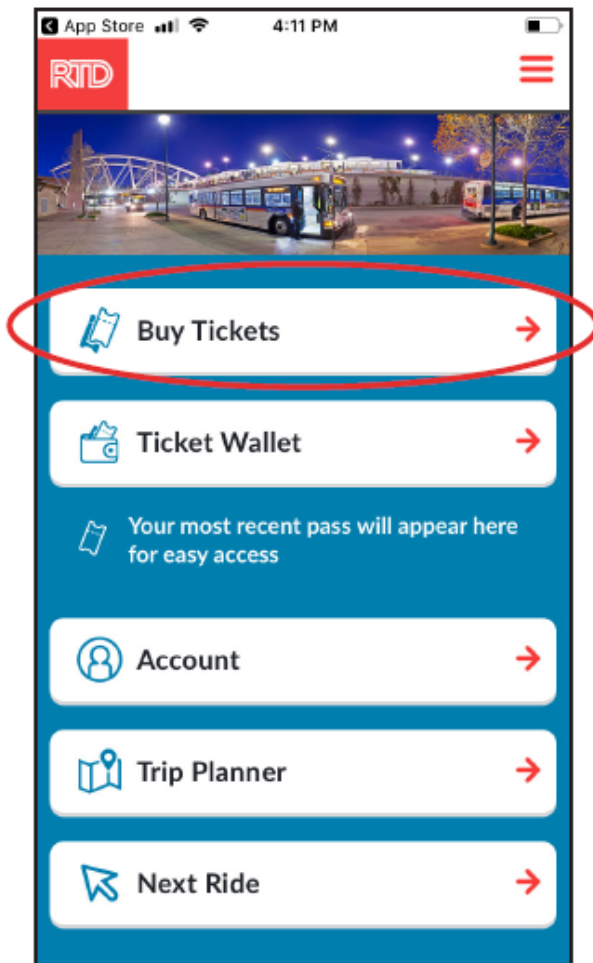 App Store 4:11 PM
RTD
Buy Tickets
Ticket Wallet
Your most recent pass will appear here
for easy access
Account
Trip Planner
Next Ride